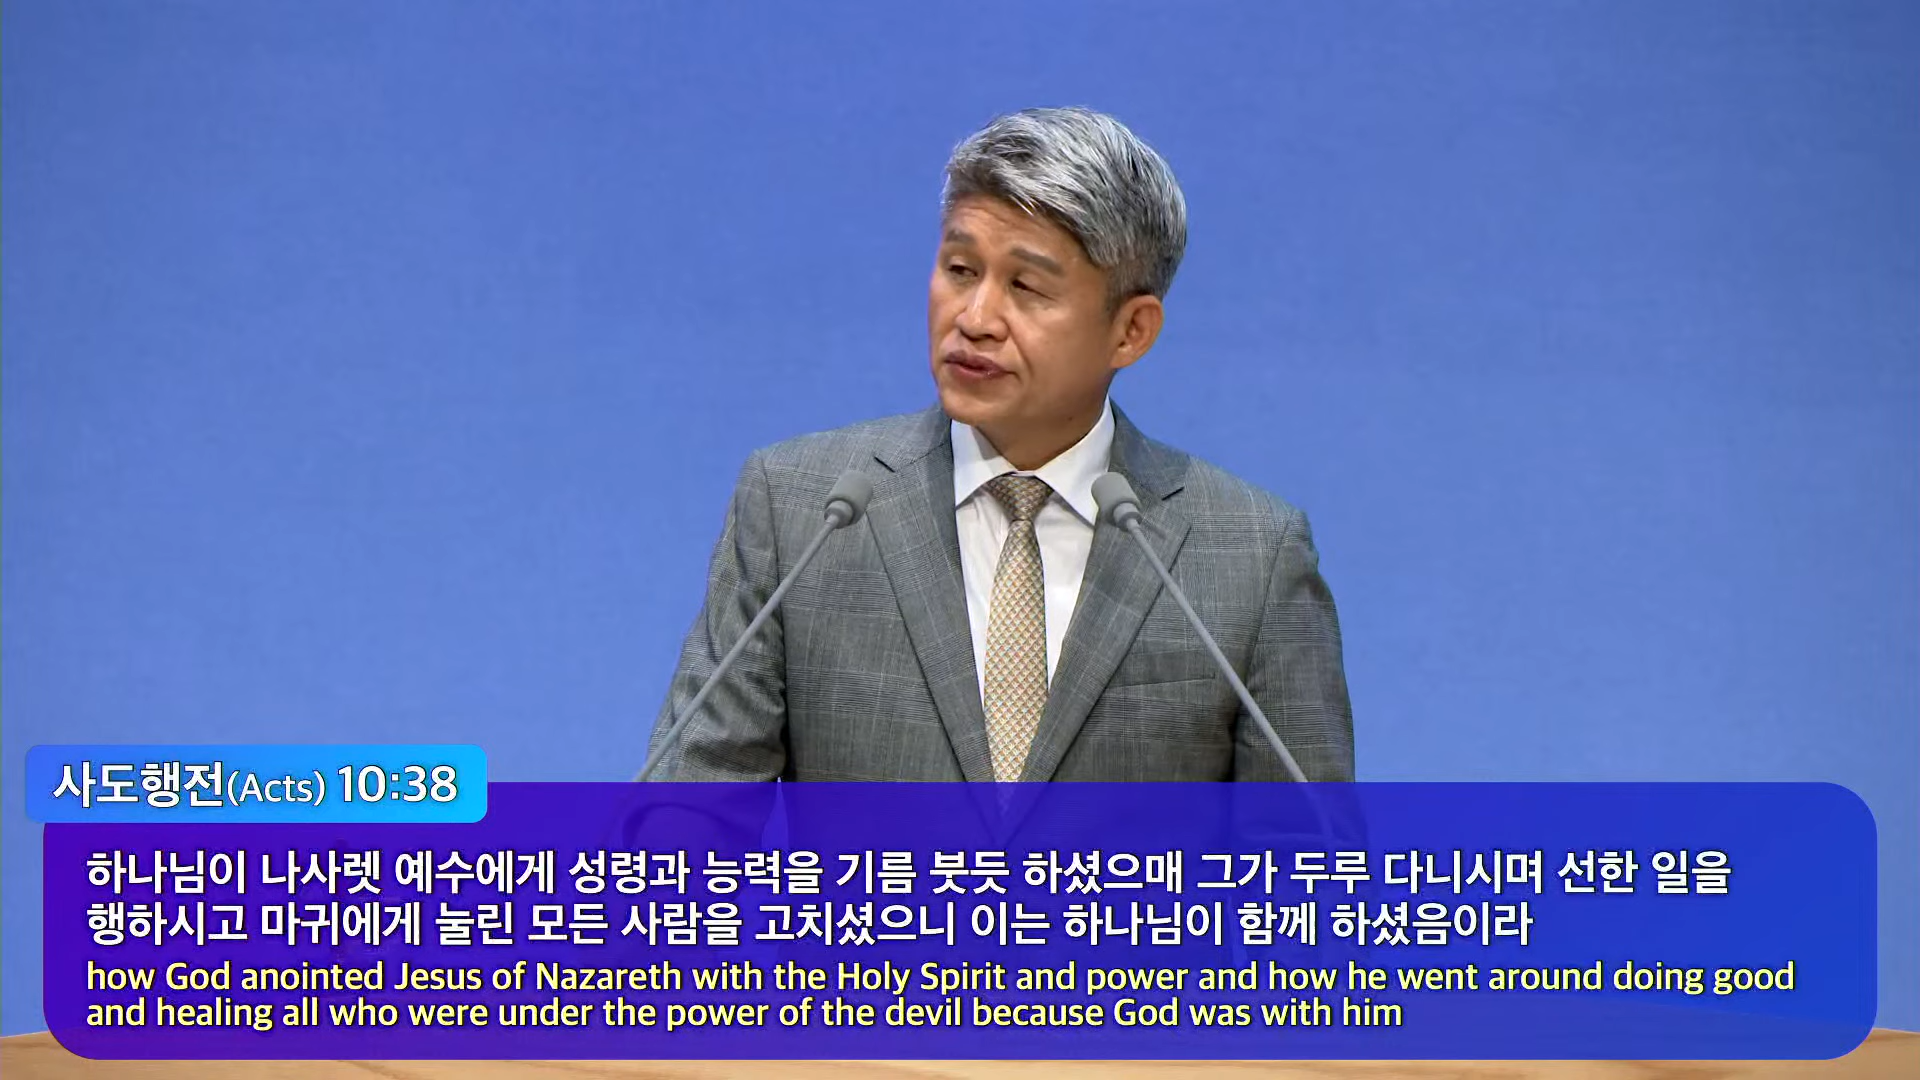 사도행전(Acts) 10:38
하나님이 나사렛 예수에게 성령과 능력을 기름 붓듯 하셨으매 그가 두루 다니시며 선한 일을
행하시고 마귀에게 눌린 모든 사람을 고치셨으니 이는 하나님이 함께 하셨음이라
how God anointed Jesus of Nazareth with the Holy Spirit and power and how he went around doing good
and healing all who were under the power of the devil because God was with him